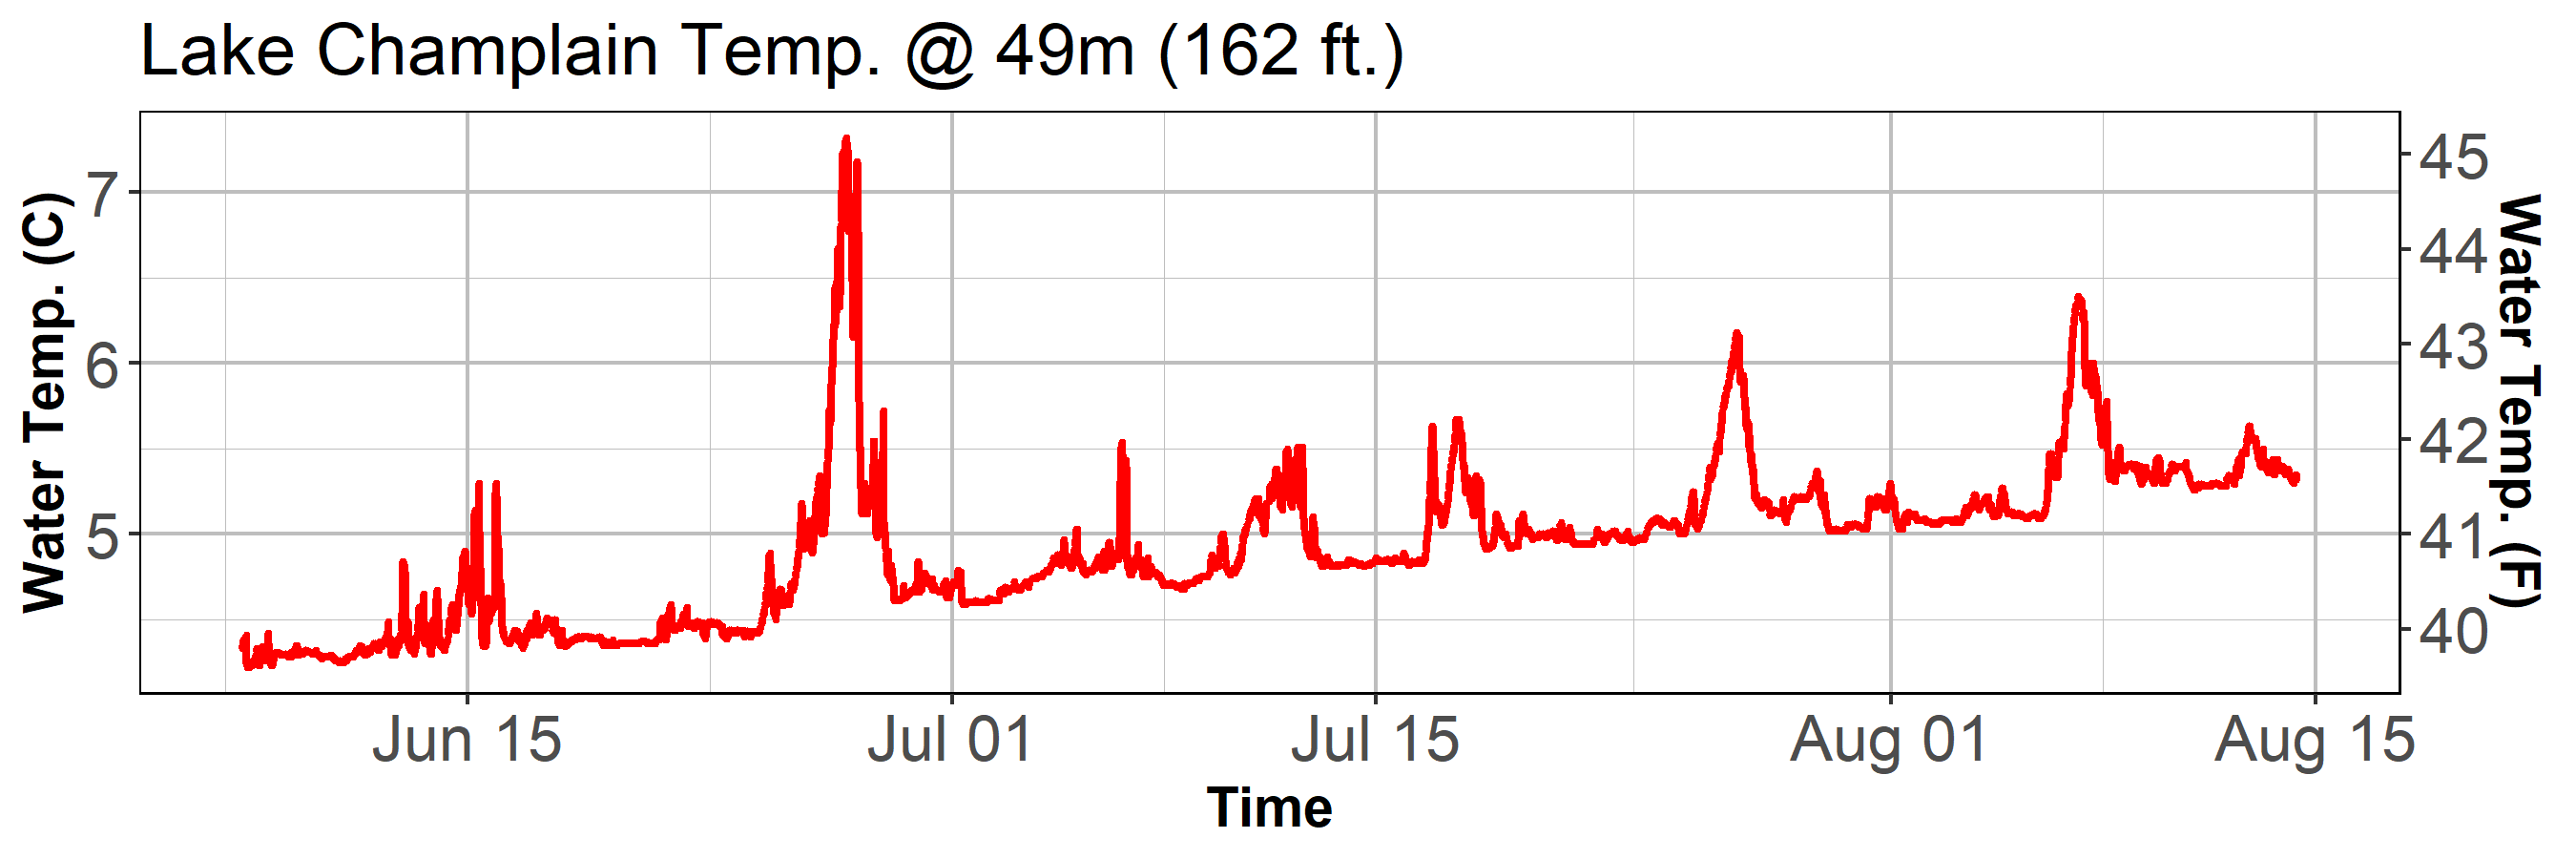 Lake Champlain Temp. @ 49m (162 ft.)
Water Temp. (C)
7
6
5
45
44
43
42
41
40
Water Temp. (F)
Jun 15 Jul 01 Jul 15 Aug 01 Aug 15
Time